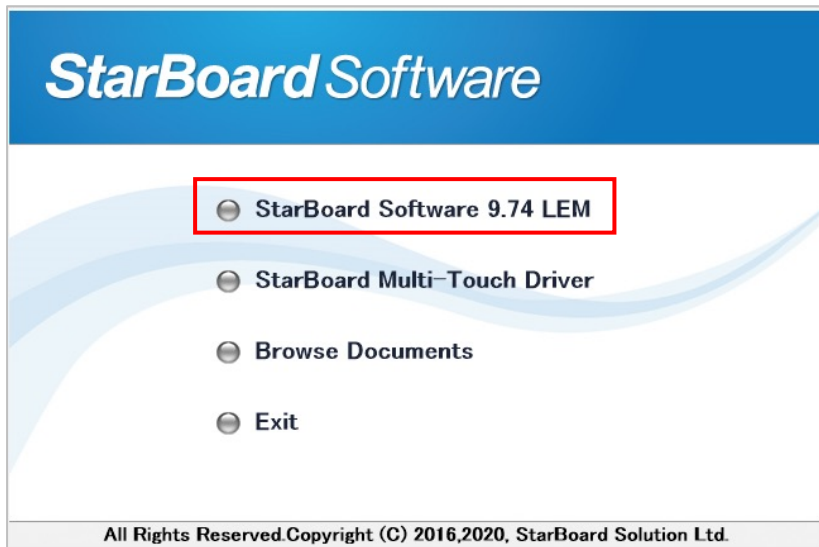 StarBoard Software
StarBoard Software 9.74 LEM
StarBoard Multi-Touch Driver
Browse Documents
Exit
All Rights Reserved.Copyright (C) 2016,2020, StarBoard Solution Ltd.